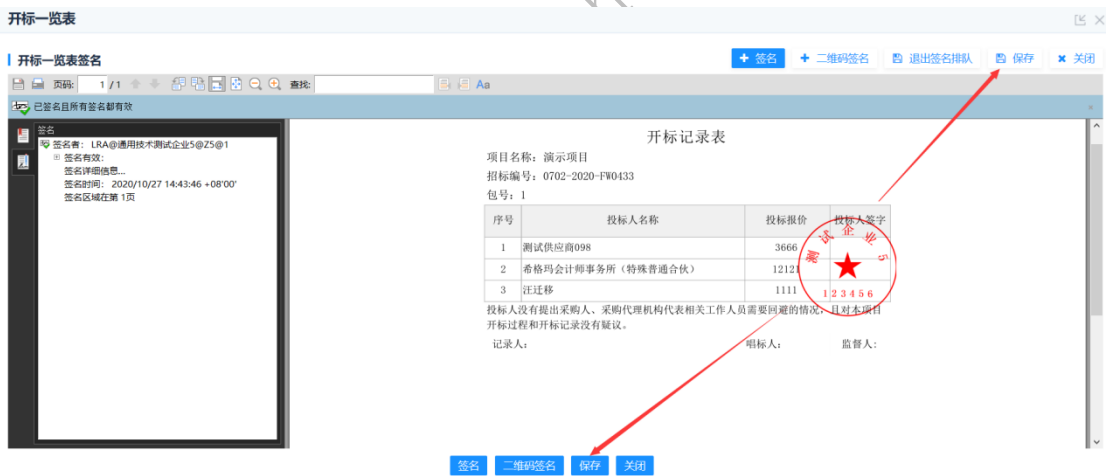 开标一览表
开标一览表签名
+ 签名 + 二维码签名 退出签名排队 保存 × 关闭
页码: 1 / 1 查找: Aa
已签名且所有签名都有效
签名
签名者: LRA@通用技术测试企业5@Z5@1
签名有效:
签名详细信息...
签名时间: 2020/10/27 14:43:46 +08'00'
签名区域在第 1页
开标记录表
项目名称: 演示项目
招标编号: 0702-2020-FW0433
包号: 1
序号 投标人名称 投标报价 投标人签字
1 测试供应商098 3666
2 希格玛会计师事务所（特殊普通合伙） 12121
3 汪迁移 1111
测试企业5
123456
投标人没有提出采购人、采购代理机构代表相关工作人员需要回避的情况，且对本项目
开标过程和开标记录没有疑议。
记录人: 唱标人: 监督人:
签名 二维码签名 保存 关闭